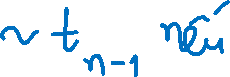 ~ t_{n-1} nếu